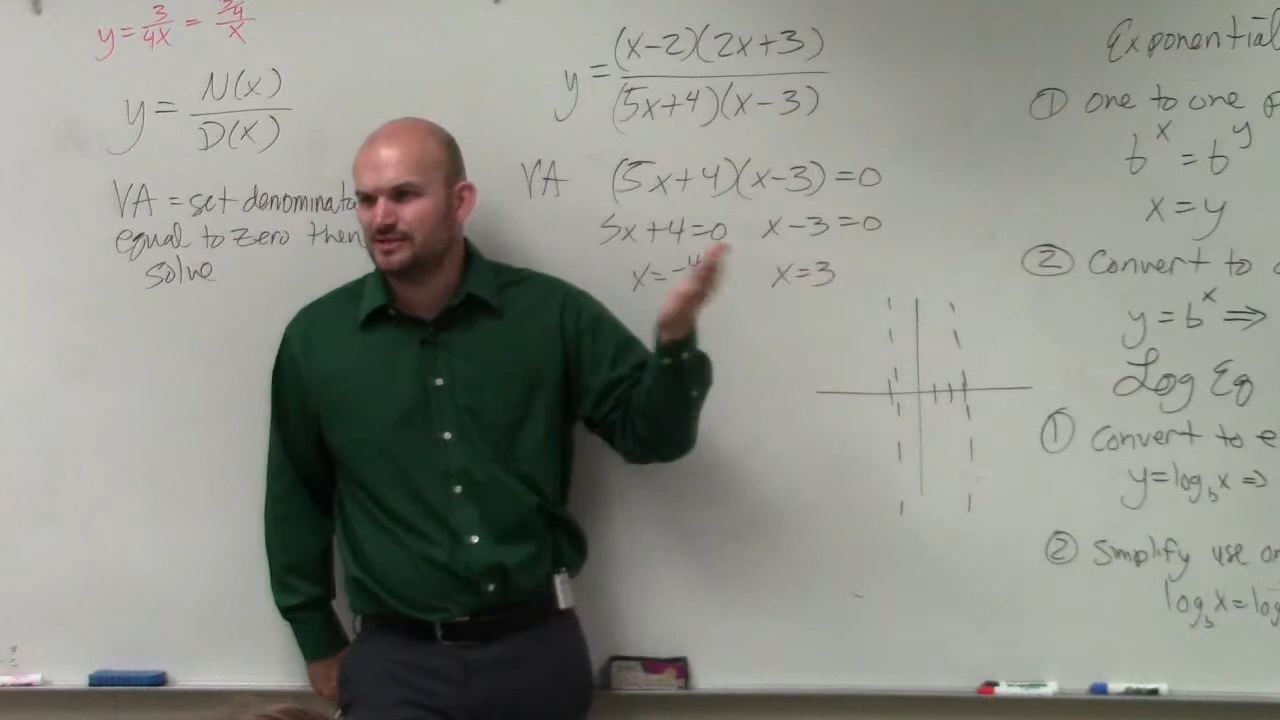 y = 3/4x = 3/4/x
y = N(x)/D(x)
VA = set denominato
equal to zero then
solve
y = (x-2)(2x+3)/(5x+4)(x-3)
VA (5x+4)(x-3)=0
5x+4=0 x-3=0
x=- x=3
Exponential
① one to one
b^x = b^y
x=y
② Convert to
y=b^x ⇒
Log Eq
① Convert to e
y=log_b x ⇒
② Simplify use or
log_b x=log